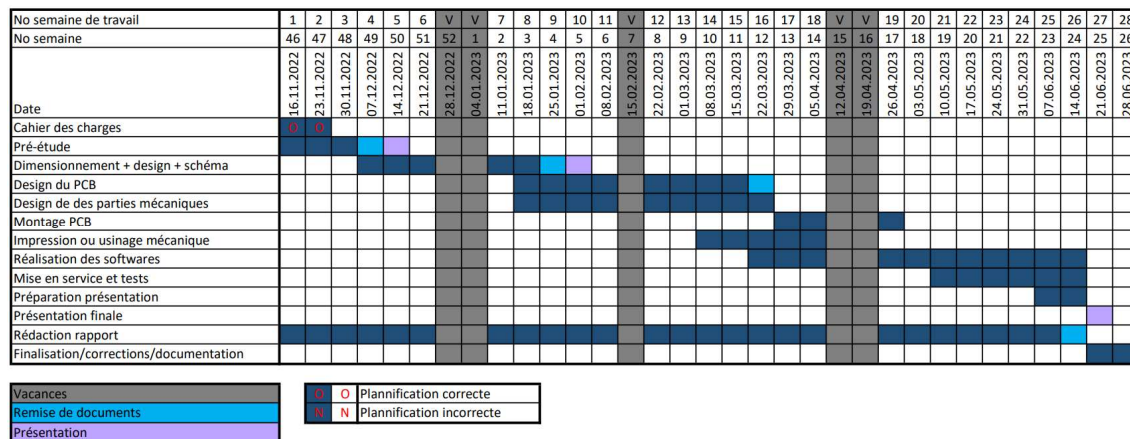 No semaine de travail 1 2 3 4 5 6 V V 7 8 9 10 11 V 12 13 14 15 16 17 18 V V 19 20 21 22 23 24 25 26 27 28
No semaine 46 47 48 49 50 51 52 1 2 3 4 5 6 7 8 9 10 11 12 13 14 15 16 17 18 19 20 21 22 23 24 25 26
Date 16.11.2022 23.11.2022 30.11.2022 07.12.2022 14.12.2022 21.12.2022 28.12.2022 04.01.2023 11.01.2023 18.01.2023 25.01.2023 01.02.2023 08.02.2023 15.02.2023 22.02.2023 01.03.2023 08.03.2023 15.03.2023 22.03.2023 29.03.2023 05.04.2023 12.04.2023 19.04.2023 26.04.2023 03.05.2023 10.05.2023 17.05.2023 24.05.2023 31.05.2023 07.06.2023 14.06.2023 21.06.2023 28.06.2023
Cahier des charges O O
Pré-étude
Dimensionnement + design + schéma
Design du PCB
Design de des parties mécaniques
Montage PCB
Impression ou usinage mécanique
Réalisation des softwares
Mise en service et tests
Préparation présentation
Présentation finale
Rédaction rapport
Finalisation/corrections/documentation
Vacances
Remise de documents
Présentation
O O Plannification correcte
N N Plannification incorrecte